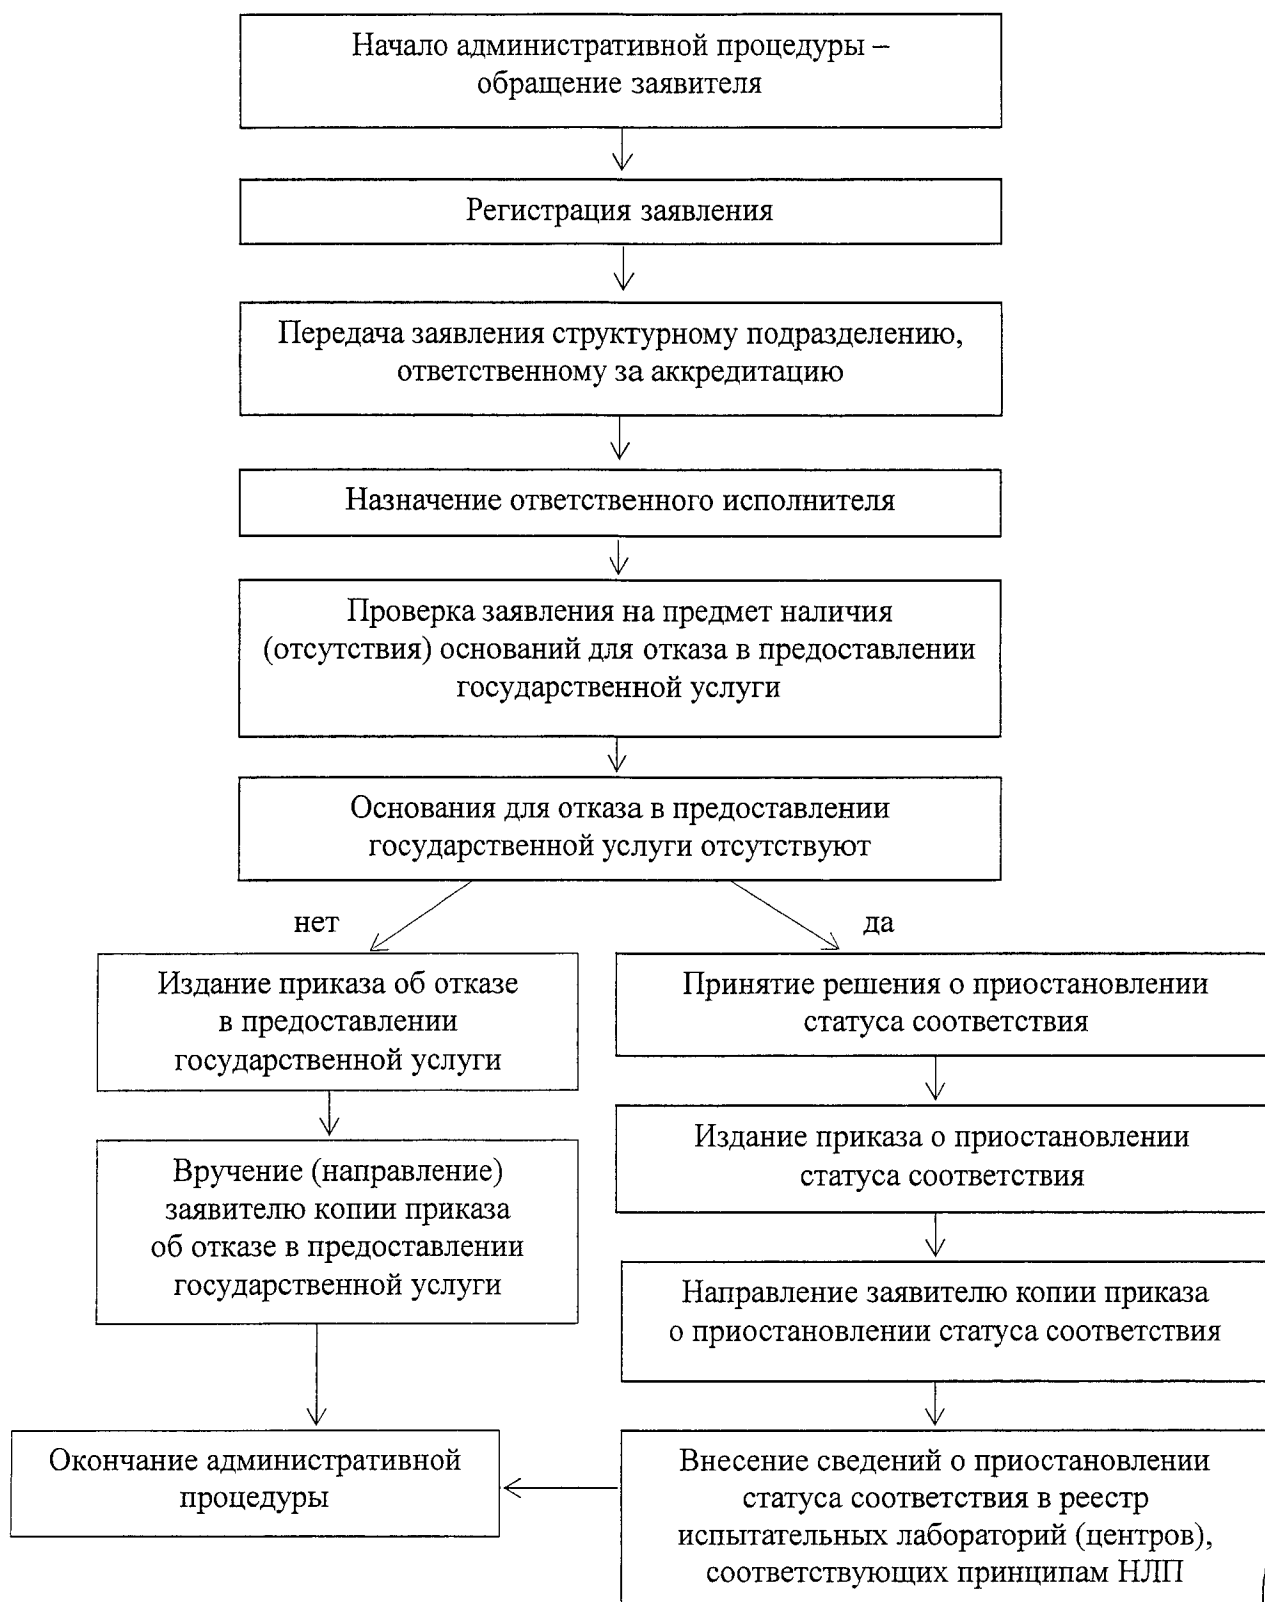 Начало административной процедуры –
обращение заявителя
Регистрация заявления
Передача заявления структурному подразделению,
ответственному за аккредитацию
Назначение ответственного исполнителя
Проверка заявления на предмет наличия
(отсутствия) оснований для отказа в предоставлении
государственной услуги
Основания для отказа в предоставлении
государственной услуги отсутствуют
нет
да
Издание приказа об отказе
в предоставлении
государственной услуги
Вручение (направление)
заявителю копии приказа
об отказе в предоставлении
государственной услуги
Принятие решения о приостановлении
статуса соответствия
Издание приказа о приостановлении
статуса соответствия
Направление заявителю копии приказа
о приостановлении статуса соответствия
Внесение сведений о приостановлении
статуса соответствия в реестр
испытательных лабораторий (центров),
соответствующих принципам НЛП
Окончание административной
процедуры